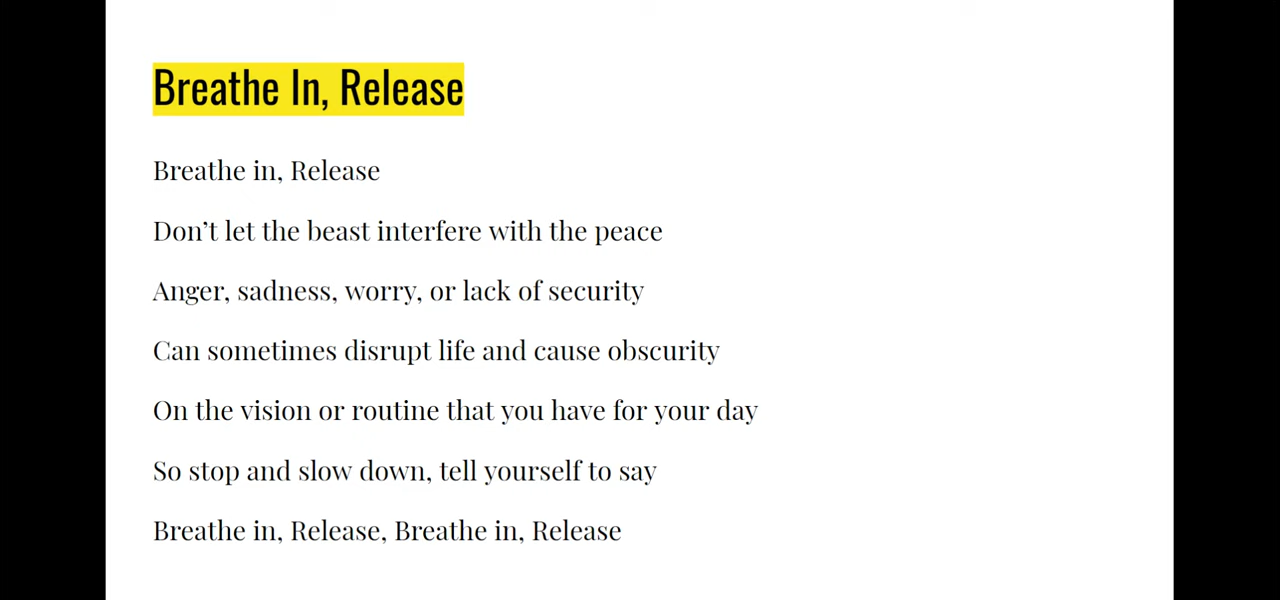 Breathe In, Release
Breathe in, Release
Don’t let the beast interfere with the peace
Anger, sadness, worry, or lack of security
Can sometimes disrupt life and cause obscurity
On the vision or routine that you have for your day
So stop and slow down, tell yourself to say
Breathe in, Release, Breathe in, Release